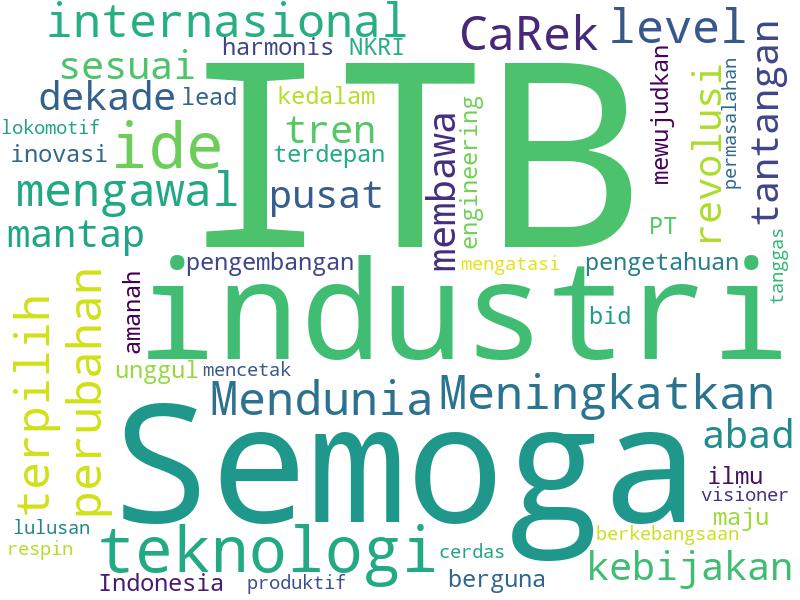 internasional
CaRek
level
harmonis
NKRI
sesuai
ITB
dekade
lead
kedalam
lokomotif
ide
tren
inovasi
terdepan
mengawal
pusat
mantap
membawa
engineering
mewujudkan
revolusi
permasalahan
tantangan
PT
tanggas
pengembangan
mengatasi
pengetahuan
amanah
industri
bid
terpilih
perubahan
unggul
mencetak
Mendunia
Meningkatkan
Semoga
abad
ilmu
visioner
maju
lulusan
respin
teknologi
cerdas
berkebangsaan
Indonesia
produktif
berguna
kebijakan